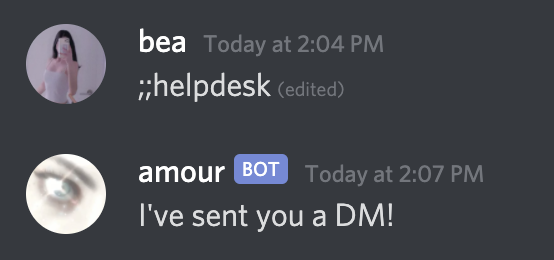 bea Today at 2:04 PM
;;helpdesk (edited)
amour BOT Today at 2:07 PM
I've sent you a DM!